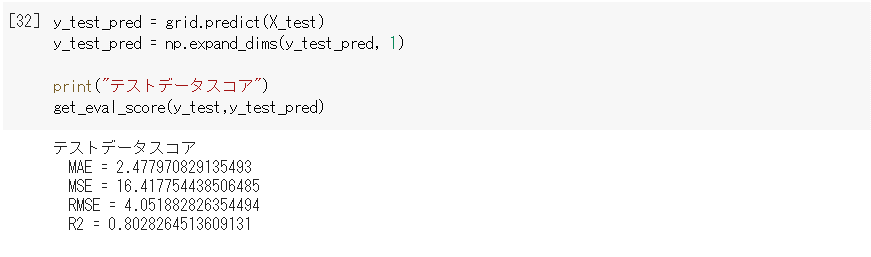 [32] y_test_pred = grid.predict(X_test)
y_test_pred = np.expand_dims(y_test_pred, 1)
print("テストデータスコア")
get_eval_score(y_test,y_test_pred)
テストデータスコア
MAE = 2.477970829135493
MSE = 16.417754438506485
RMSE = 4.051882826354494
R2 = 0.8028264513609131